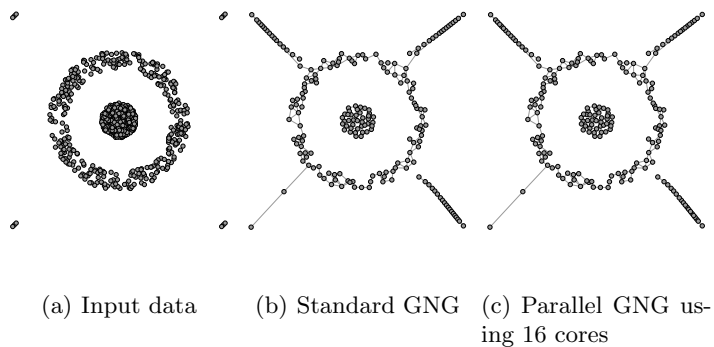 (a) Input data
(b) Standard GNG
(c) Parallel GNG us-
ing 16 cores